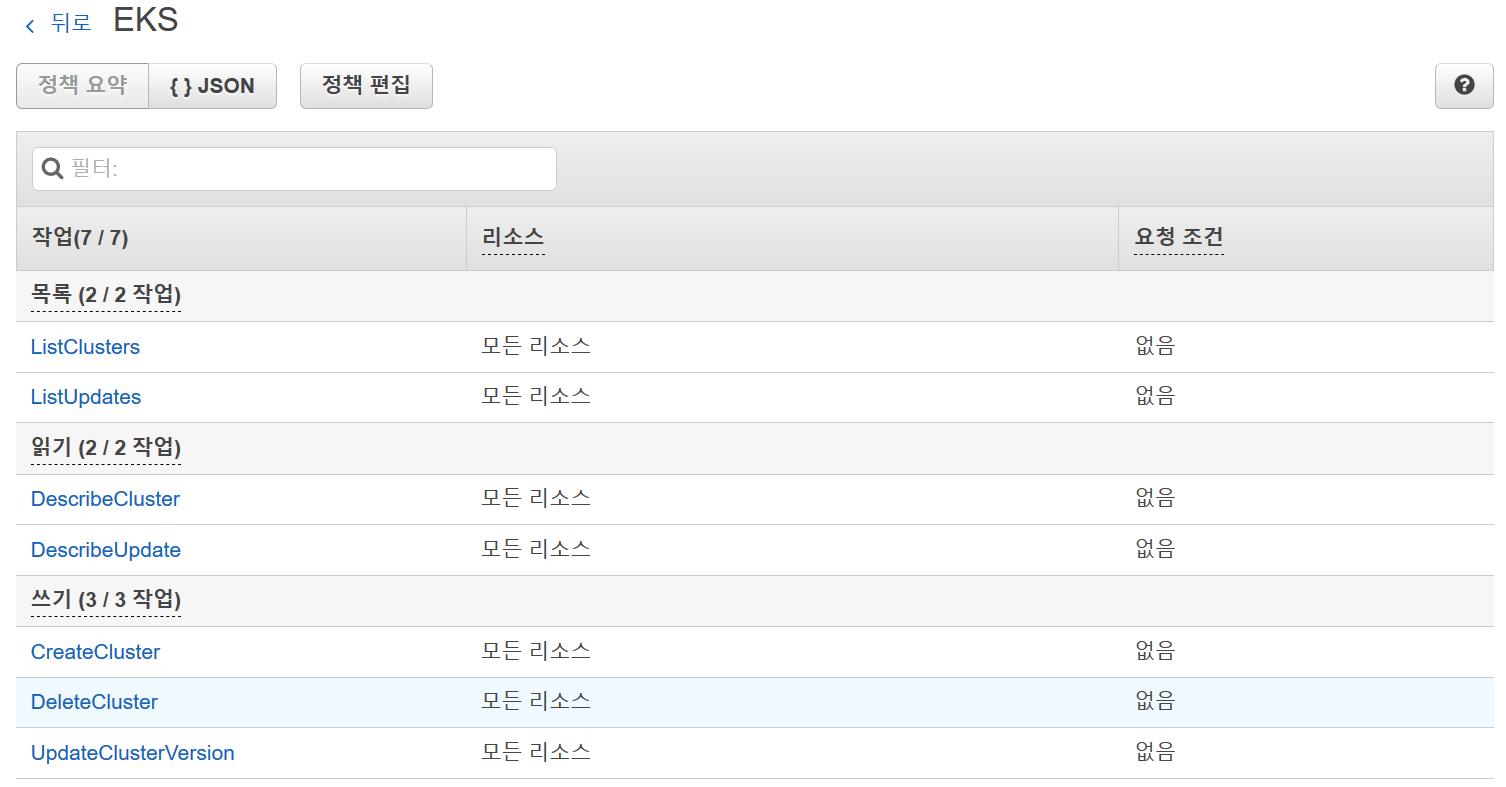 뒤로 EKS
정책 요약 { } JSON 정책 편집
필터:
작업(7 / 7) 리소스 요청 조건
목록 (2 / 2 작업)
ListClusters 모든 리소스 없음
ListUpdates 모든 리소스 없음
읽기 (2 / 2 작업)
DescribeCluster 모든 리소스 없음
DescribeUpdate 모든 리소스 없음
쓰기 (3 / 3 작업)
CreateCluster 모든 리소스 없음
DeleteCluster 모든 리소스 없음
UpdateClusterVersion 모든 리소스 없음